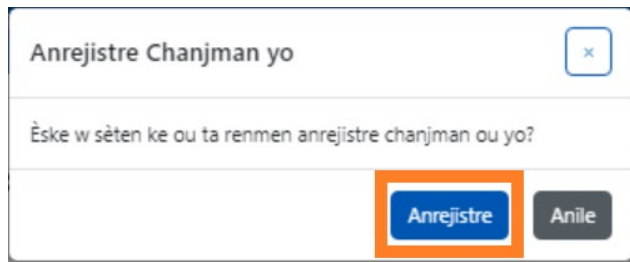 Anrejistre Chanjman yo
×
Èske w sèten ke ou ta renmen anrejistre chanjman ou yo?
Anrejistre Anile